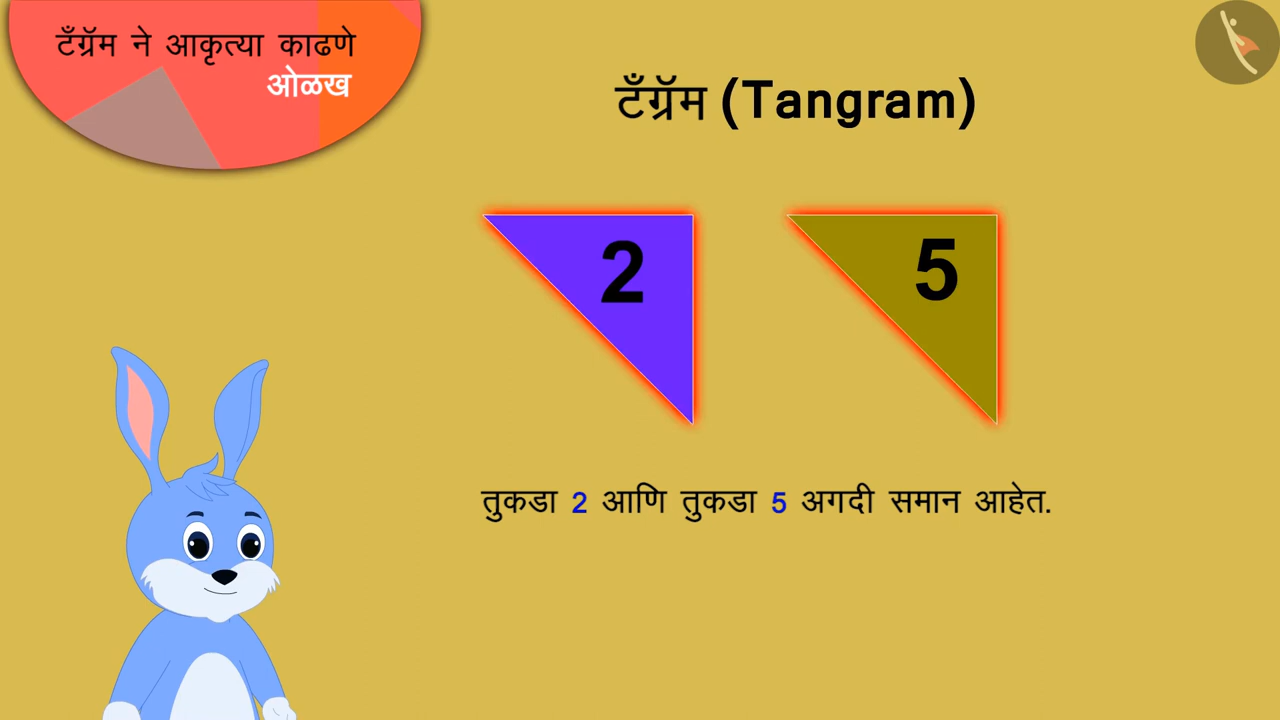 टँग्रॅम ने आकृत्या काढणे
ओळख
टँग्रॅम (Tangram)
2 5
तुकडा 2 आणि तुकडा 5 अगदी समान आहेत.